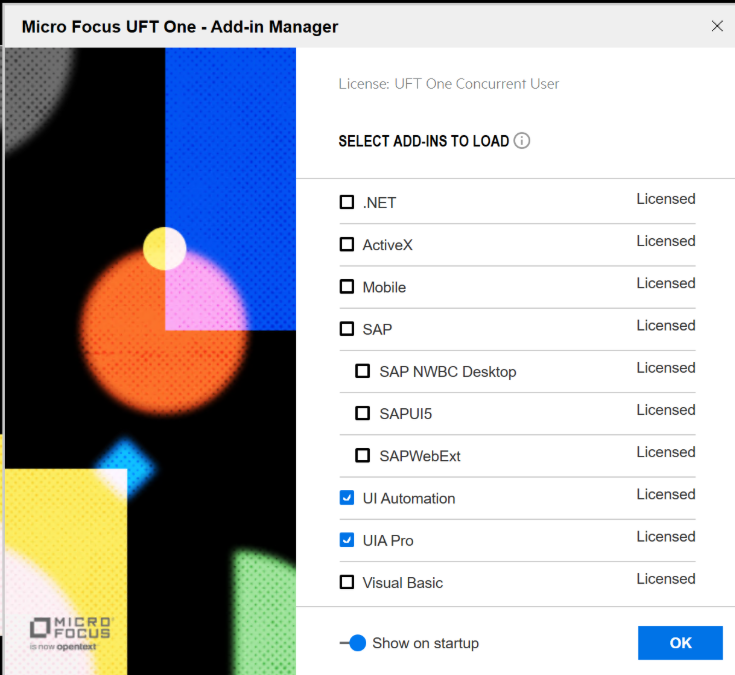 Micro Focus UFT One - Add-in Manager
License: UFT One Concurrent User
SELECT ADD-INS TO LOAD
.NET Licensed
ActiveX Licensed
Mobile Licensed
SAP Licensed
SAP NWBC Desktop Licensed
SAPUI5 Licensed
SAPWebExt Licensed
UI Automation Licensed
UIA Pro Licensed
Visual Basic Licensed
MICRO
FOCUS
is now opentext
Show on startup OK